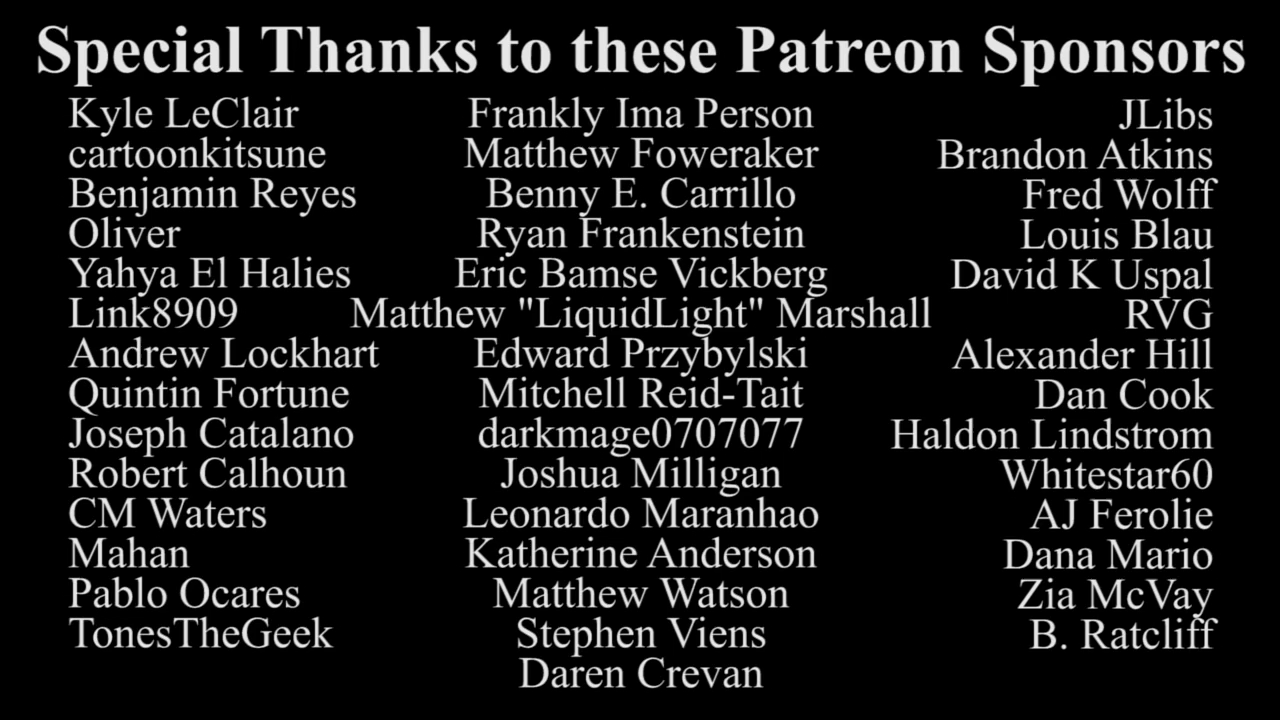 Special Thanks to these Patreon Sponsors
Kyle LeClair
cartoonkitsune
Benjamin Reyes
Oliver
Yahya El Halies
Link8909
Andrew Lockhart
Quintin Fortune
Joseph Catalano
Robert Calhoun
CM Waters
Mahan
Pablo Ocares
TonesTheGeek
Frankly Ima Person
Matthew Foweraker
Benny E. Carrillo
Ryan Frankenstein
Eric Bamse Vickberg
Matthew "LiquidLight" Marshall
Edward Przybylski
Mitchell Reid-Tait
darkmage0707077
Joshua Milligan
Leonardo Maranhao
Katherine Anderson
Matthew Watson
Stephen Viens
Daren Crevan
JLibs
Brandon Atkins
Fred Wolff
Louis Blau
David K Uspal
RVG
Alexander Hill
Dan Cook
Haldon Lindstrom
Whitestar60
AJ Ferolie
Dana Mario
Zia McVay
B. Ratcliff